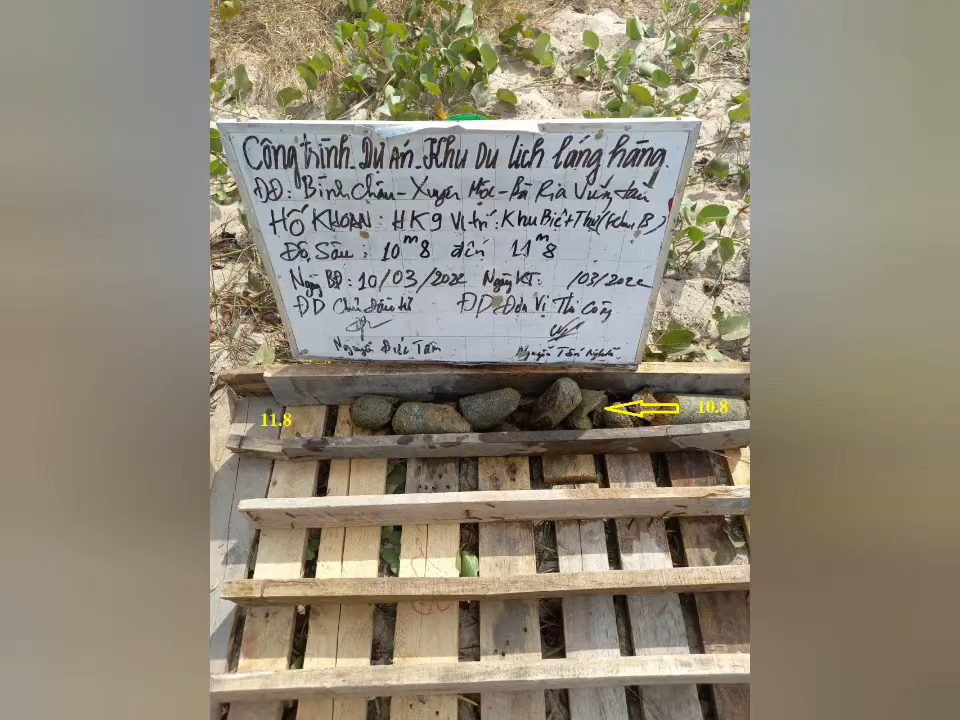 Công trình. Dự Án. Khu Du lịch láng hàng.
ĐĐ: Bình Châu - Xuyên Mộc - Bà Rịa Vũng tàu
HỐ KHOAN: HK9 Vị trí: Khu Biệt Thự (Khu B)
Độ Sâu: 10m8 đến 11m8
Ngày BĐ: 10/03/2022 Ngày KT: /03/2022
ĐD Chủ Đầu tư ĐD Đơn Vị Thi Công
Nguyễn Đức Tâm Nguyễn Tấn Nghĩa
11.8 10.8